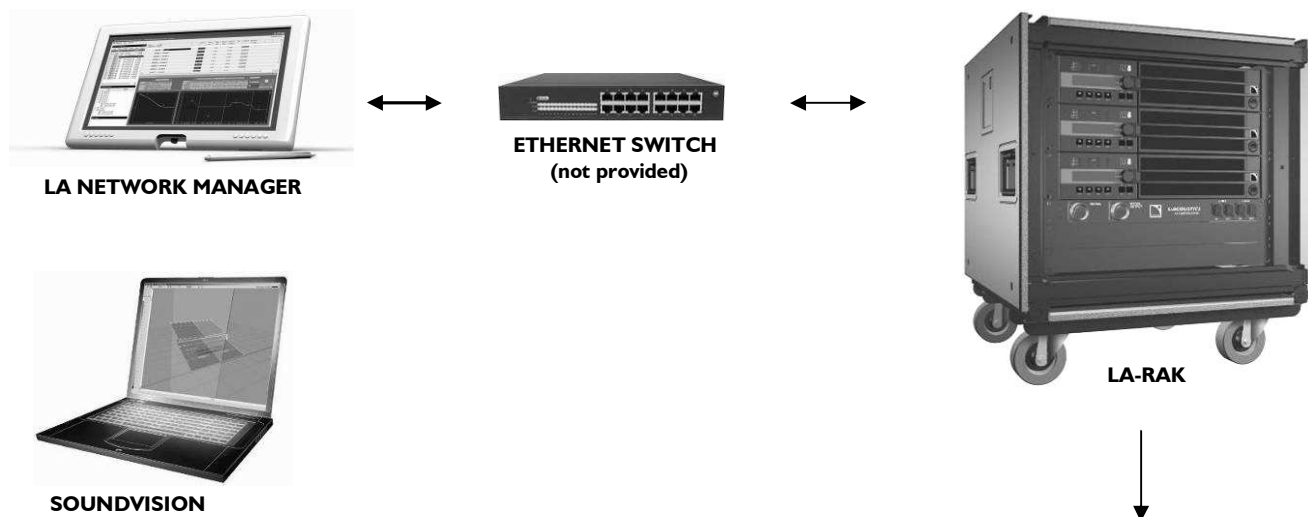 ETHERNET SWITCH
(not provided)
LA NETWORK MANAGER
LA-RAK
SOUNDVISION